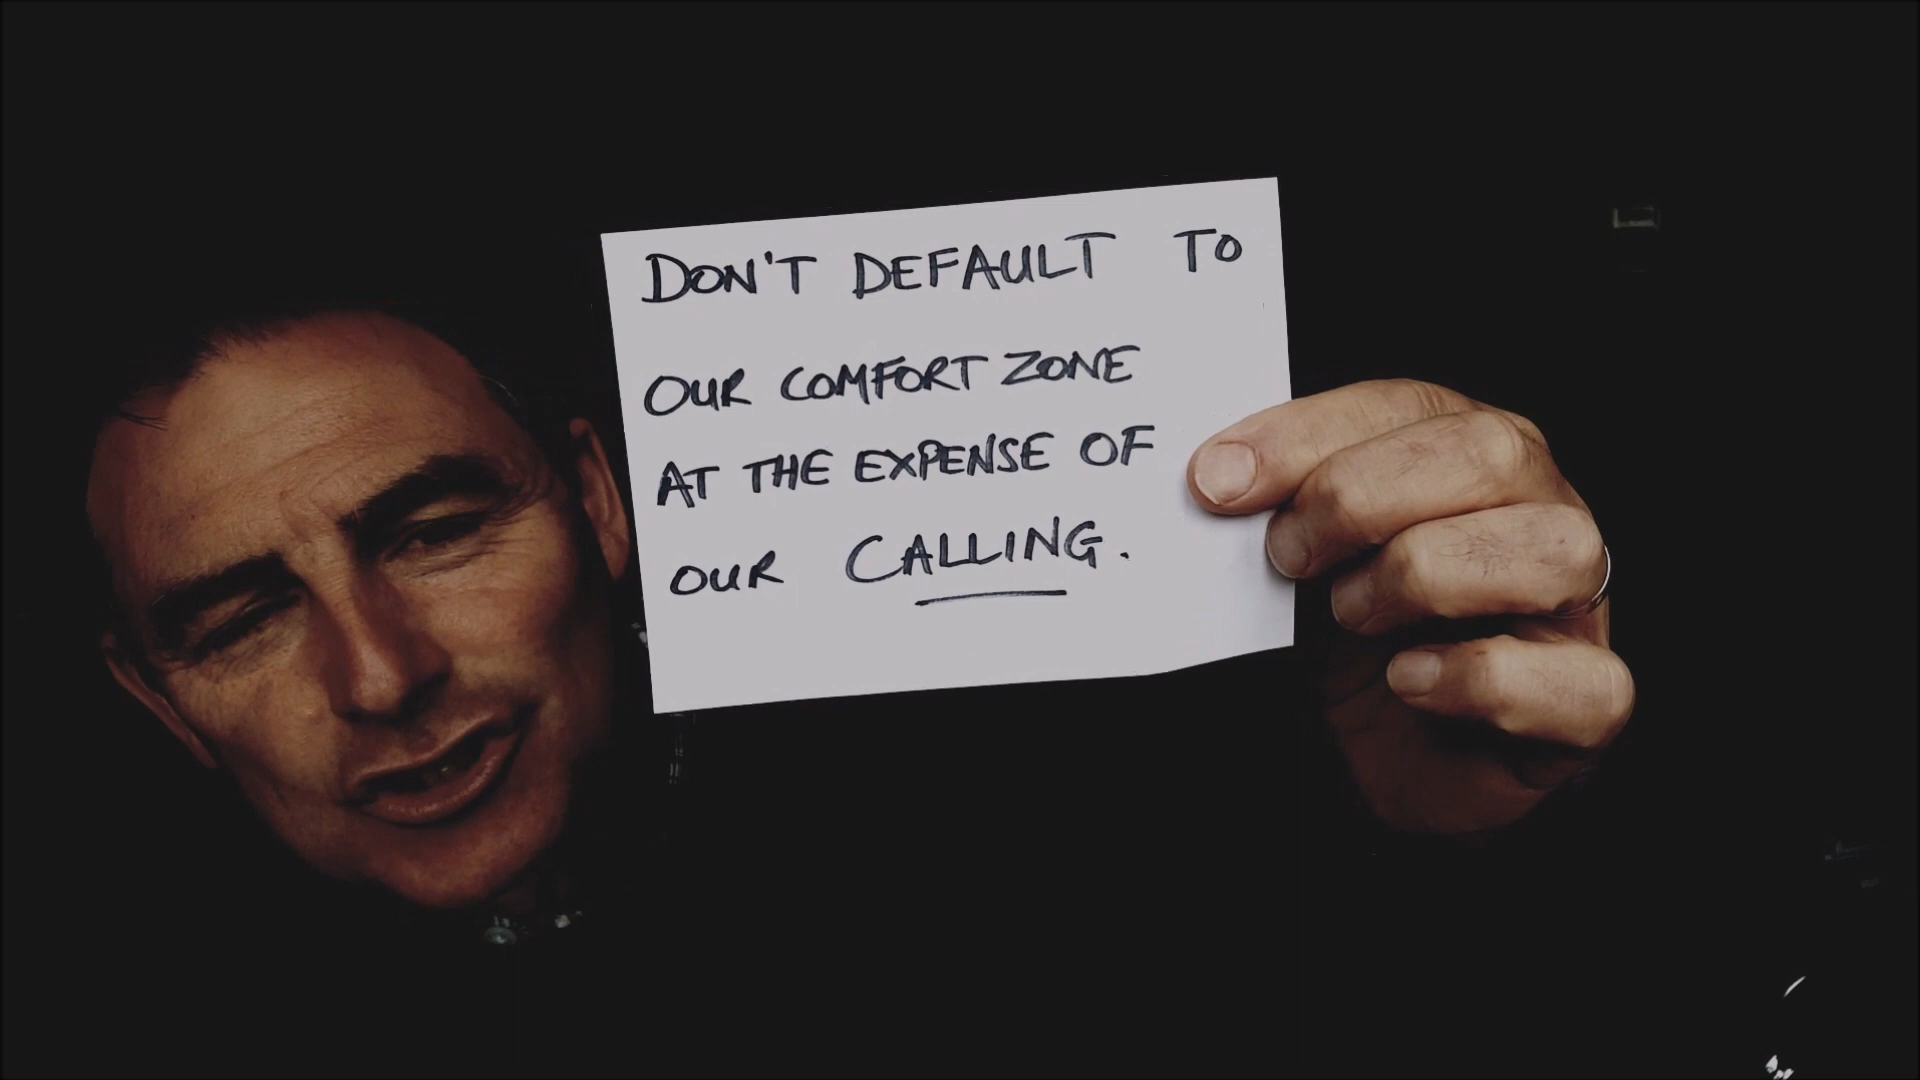 DON'T DEFAULT TO
OUR COMFORT ZONE
AT THE EXPENSE OF
OUR CALLING.